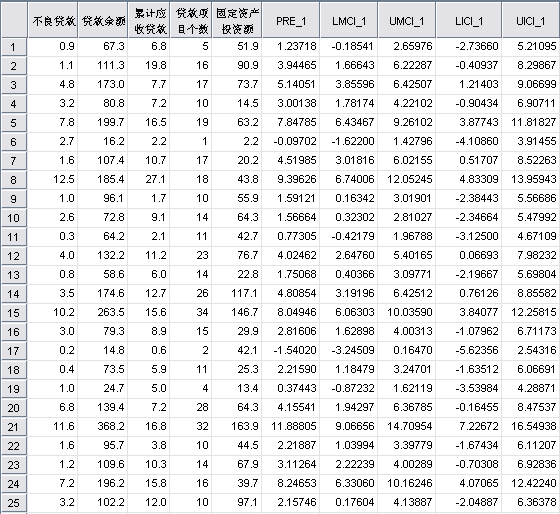 不良贷款 贷款余额 累计应收贷款 贷款项目个数 固定资产投资额 PRE_1 LMCI_1 UMCI_1 LICI_1 UICI_1
1 0.9 67.3 6.8 5 51.9 1.23718 -0.18541 2.65976 -2.73660 5.21095
2 1.1 111.3 19.8 16 90.9 3.94465 1.66643 6.22287 -0.40937 8.29867
3 4.8 173.0 7.7 17 73.7 5.14051 3.85596 6.42507 1.21403 9.06699
4 3.2 80.8 7.2 10 14.5 3.00138 1.78174 4.22102 -0.90434 6.90711
5 7.8 199.7 16.5 19 63.2 7.84785 6.43467 9.26102 3.87743 11.81827
6 2.7 16.2 2.2 1 2.2 -0.09702 -1.62200 1.42796 -4.10860 3.91455
7 1.6 107.4 10.7 17 20.2 4.51985 3.01816 6.02155 0.51707 8.52263
8 12.5 185.4 27.1 18 43.8 9.39626 6.74006 12.05245 4.83309 13.95943
9 1.0 96.1 1.7 10 55.9 1.59121 0.16342 3.01901 -2.38443 5.56686
10 2.6 72.8 9.1 14 64.3 1.56664 0.32302 2.81027 -2.34664 5.47992
11 0.3 64.2 2.1 11 42.7 0.77305 -0.42179 1.96788 -3.12500 4.67109
12 4.0 132.2 11.2 23 76.7 4.02462 2.64760 5.40165 0.06693 7.98232
13 0.8 58.6 6.0 14 22.8 1.75068 0.40366 3.09771 -2.19667 5.69804
14 3.5 174.6 12.7 26 117.1 4.80854 3.19196 6.42512 0.76126 8.85582
15 10.2 263.5 15.6 34 146.7 8.04946 6.06303 10.03590 3.84077 12.25815
16 3.0 79.3 8.9 15 29.9 2.81606 1.62898 4.00313 -1.07962 6.71173
17 0.2 14.8 0.6 2 42.1 -1.54020 -3.24509 0.16470 -5.62356 2.54316
18 0.4 73.5 5.9 11 25.3 2.21590 1.18479 3.24701 -1.63512 6.06691
19 1.0 24.7 5.0 4 13.4 0.37443 -0.87232 1.62119 -3.53984 4.28871
20 6.8 139.4 7.2 28 64.3 4.15541 1.94297 6.36785 -0.16455 8.47537
21 11.6 368.2 16.8 32 163.9 11.88805 9.06656 14.70954 7.22672 16.54938
22 1.6 95.7 3.8 10 44.5 2.21887 1.03994 3.39779 -1.67434 6.11207
23 1.2 109.6 10.3 14 67.9 3.11264 2.22239 4.00289 -0.70308 6.92836
24 7.2 196.2 15.8 16 39.7 8.24653 6.33060 10.16246 4.07065 12.42240
25 3.2 102.2 12.0 10 97.1 2.15746 0.17604 4.13887 -2.04887 6.36378